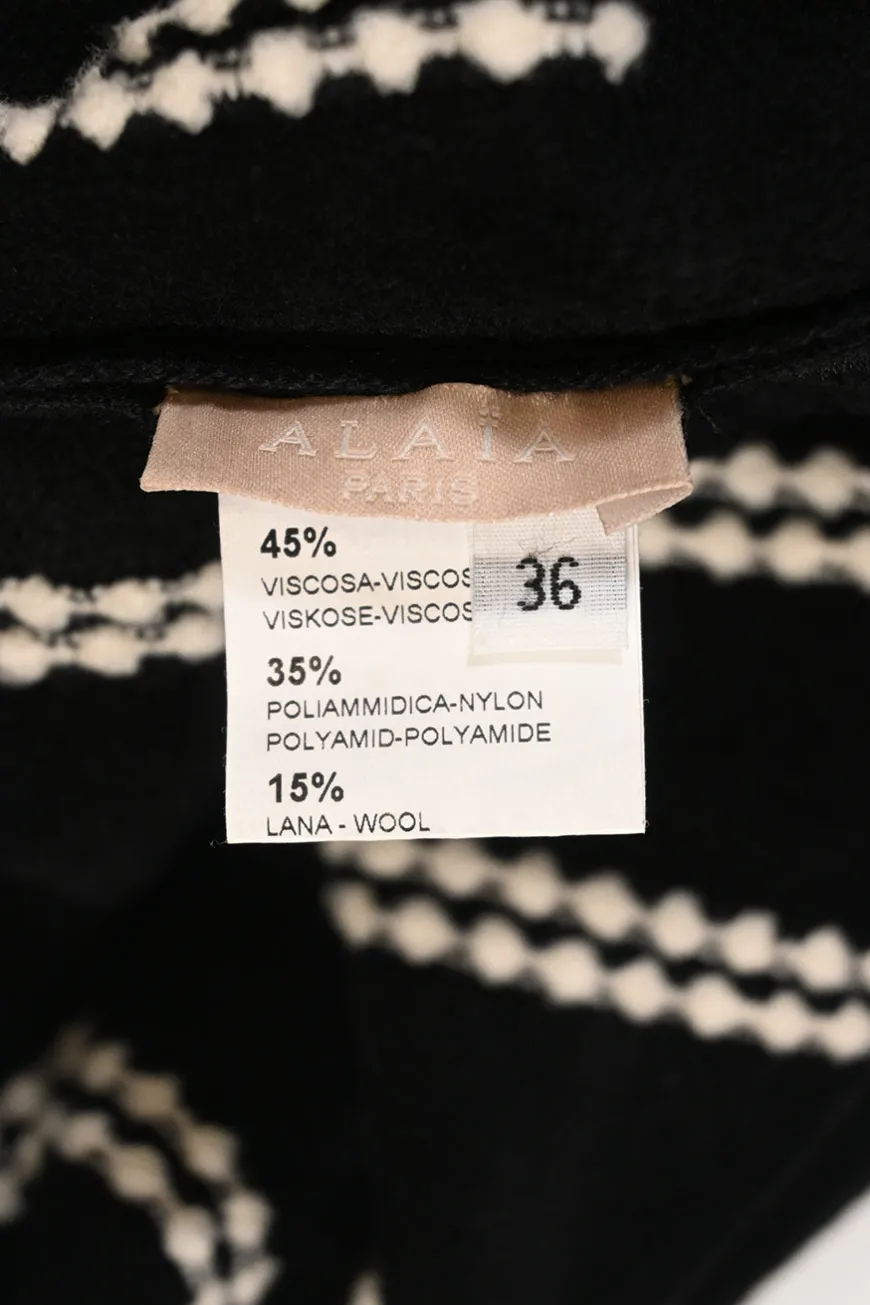 ALAÏA
PARIS
45%
VISCOSA-VISCOS
VISKOSE-VISCOS
36
35%
POLIAMMIDICA-NYLON
POLYAMID-POLYAMIDE
15%
LANA - WOOL